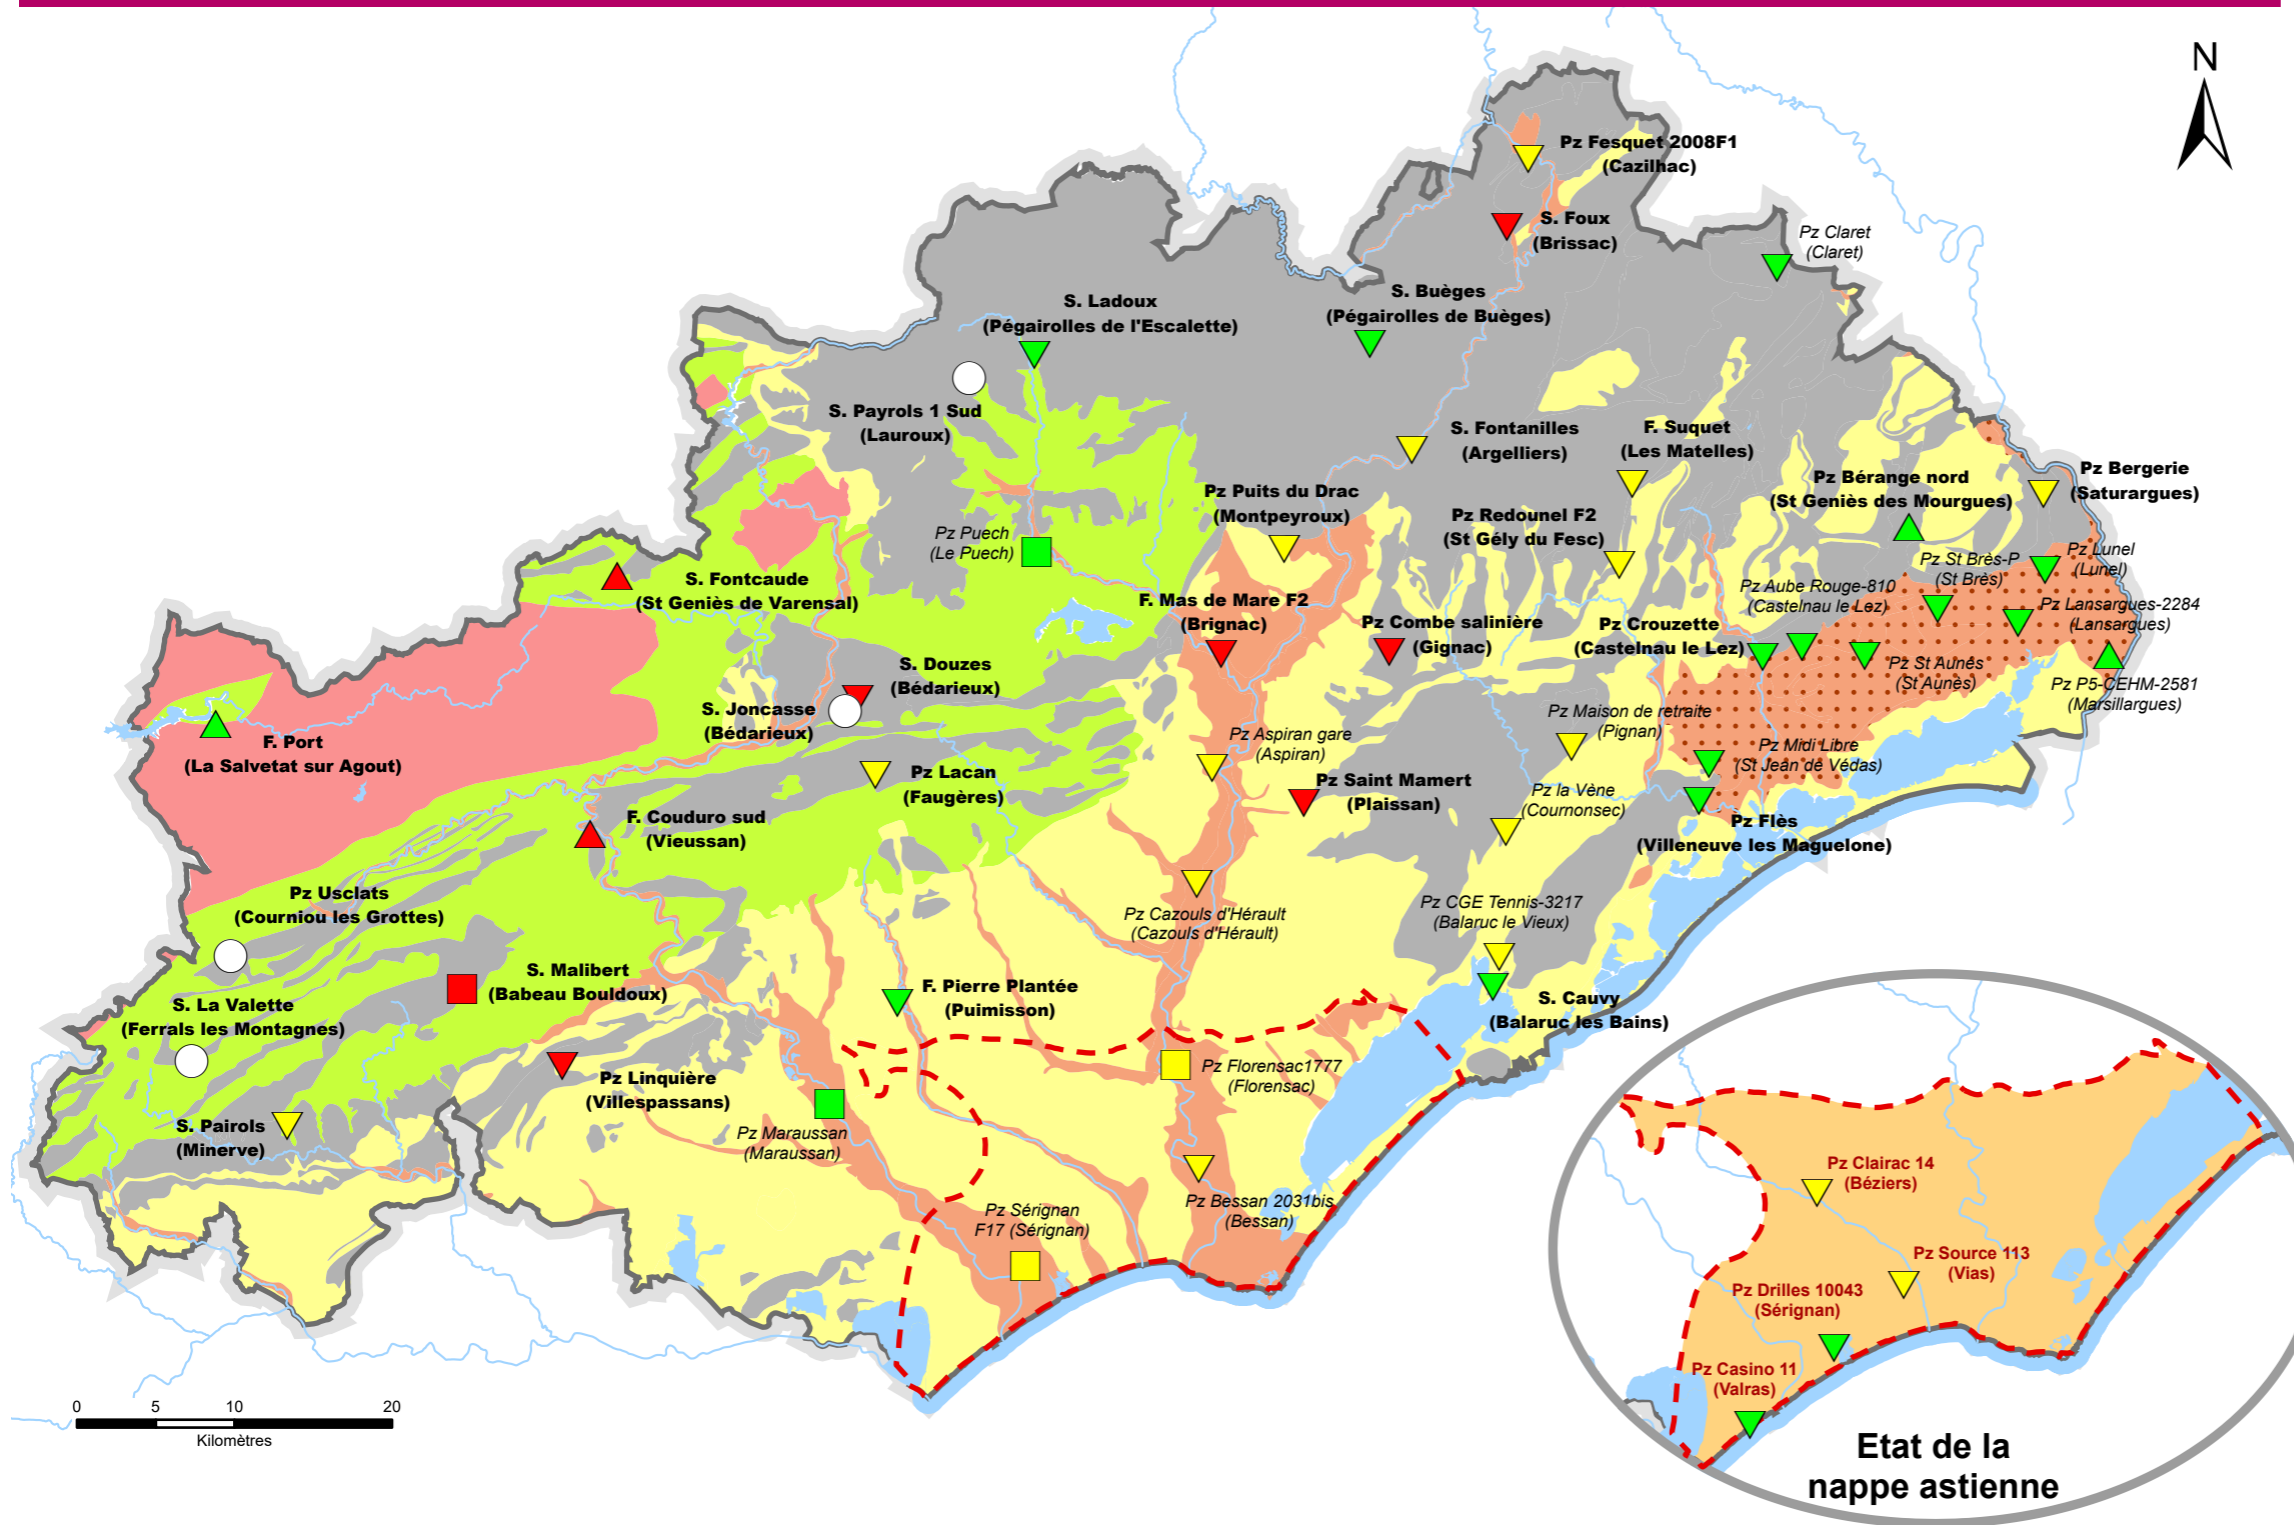 N
Pz Fesquet 2008F1
(Cazilhac)
S. Foux
(Brissac)
Pz Claret
(Claret)
S. Ladoux
(Pégairolles de l'Escalette)
S. Buèges
(Pégairolles de Buèges)
S. Payrols 1 Sud
(Lauroux)
S. Fontanilles
(Argelliers)
F. Suquet
(Les Matelles)
Pz Bérange nord
(St Geniès des Mourgues)
Pz Bergerie
(Saturargues)
Pz Puits du Drac
(Montpeyroux)
Pz Redounel F2
(St Gély du Fesc)
Pz Puech
(Le Puech)
Pz St Brès-P
(St Brès)
Pz Lunel
(Lunel)
S. Fontcaude
(St Geniès de Varensal)
Pz Aube Rouge-810
(Castelnau le Lez)
F. Mas de Mare F2
(Brignac)
Pz Combe salinière
(Gignac)
Pz Crouzette
(Castelnau le Lez)
Pz Lansargues-2284
(Lansargues)
S. Douzes
(Bédarieux)
Pz St Aunès
(St Aunès)
Pz P5-CEHM-2581
(Marsillargues)
S. Joncasse
(Bédarieux)
Pz Maison de retraite
(Pignan)
F. Port
(La Salvetat sur Agout)
Pz Aspiran gare
(Aspiran)
Pz Midi Libre
(St Jean de Védas)
Pz Lacan
(Faugères)
Pz Saint Mamert
(Plaissan)
Pz la Vène
(Cournonsec)
F. Couduro sud
(Vieussan)
Pz Flès
(Villeneuve les Maguelone)
Pz Usclats
(Courniou les Grottes)
Pz Cazouls d'Hérault
(Cazouls d'Hérault)
Pz CGE Tennis-3217
(Balaruc le Vieux)
S. Malibert
(Babeau Bouldoux)
F. Pierre Plantée
(Puimisson)
S. La Valette
(Ferrals les Montagnes)
S. Cauvy
(Balaruc les Bains)
Pz Florensac1777
(Florensac)
Pz Linquière
(Villespassans)
S. Pairols
(Minerve)
Pz Maraussan
(Maraussan)
Pz Bessan 2031bis
(Bessan)
Pz Sérignan
F17 (Sérignan)
Pz Clairac 14
(Béziers)
Pz Source 113
(Vias)
Pz Drilles 10043
(Sérignan)
Pz Casino 11
(Valras)
0 5 10 20
Kilomètres
Etat de la
nappe astienne